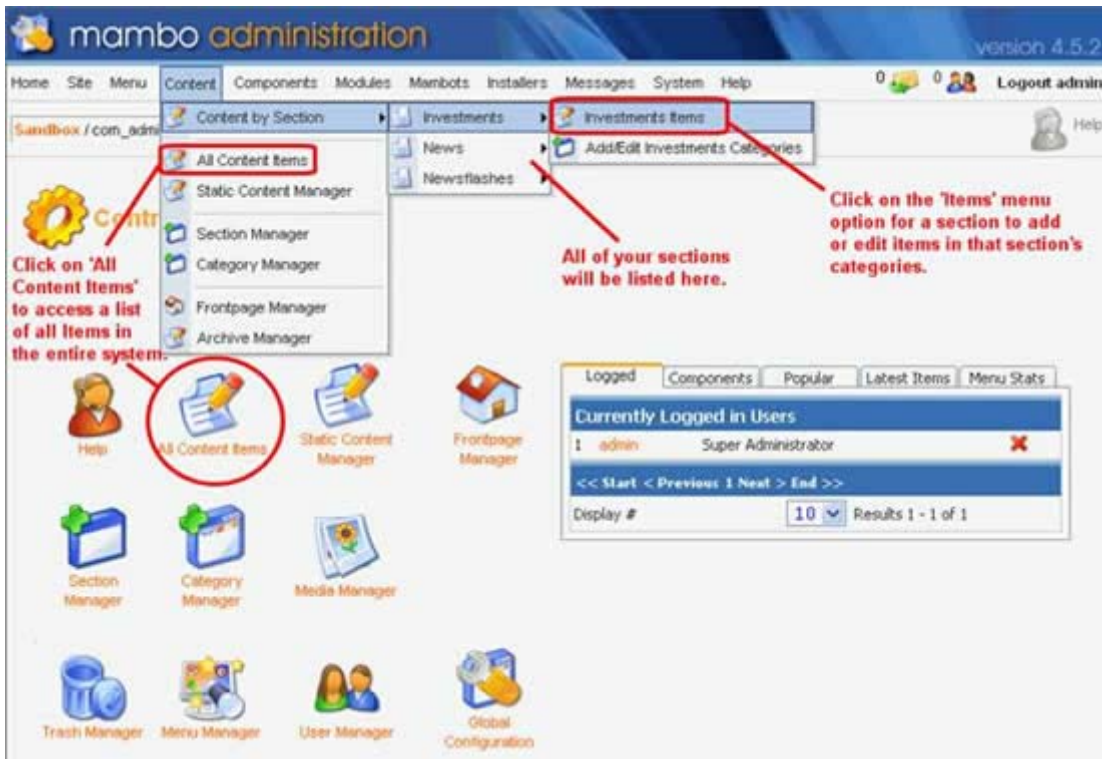 mambo administration
version 4.5.2
Home Site Menu Content Components Modules Mambots Installers Messages System Help 0 0 Logout admin
Sandbox / com_adm
Help
Content by Section
Investments
Investments Items
News
Add/Edit Investments Categories
Newsflashes
All Content Items
Static Content Manager
Section Manager
Category Manager
Frontpage Manager
Archive Manager
Contr
Click on 'All
Content Items'
to access a list
of all Items in
the entire system.
All of your sections
will be listed here.
Click on the 'Items' menu
option for a section to add
or edit items in that section's
categories.
Help
All Content Items
Static Content
Manager
Frontpage
Manager
Section
Manager
Category
Manager
Media Manager
Trash Manager
Menu Manager
User Manager
Global
Configuration
Logged Components Popular Latest Items Menu Stats
Currently Logged in Users
1 admin Super Administrator
<< Start < Previous 1 Next > End >>
Display # 10 Results 1 - 1 of 1